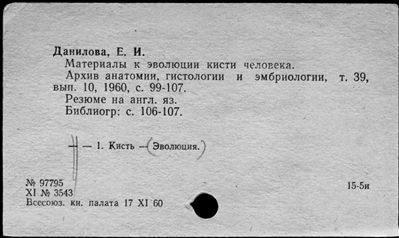 Данилова, Е. И.
Материалы к эволюции кисти человека.
Архив анатомии, гистологии и эмбриологии, т. 39,
вып. 10, 1960, с. 99-107.
Резюме на англ. яз.
Библиогр: с. 106-107.
— — 1. Кисть — (Эволюция.)
№ 97795
XI № 3543
15-5и
Всесоюз. кн. палата 17 XI 60